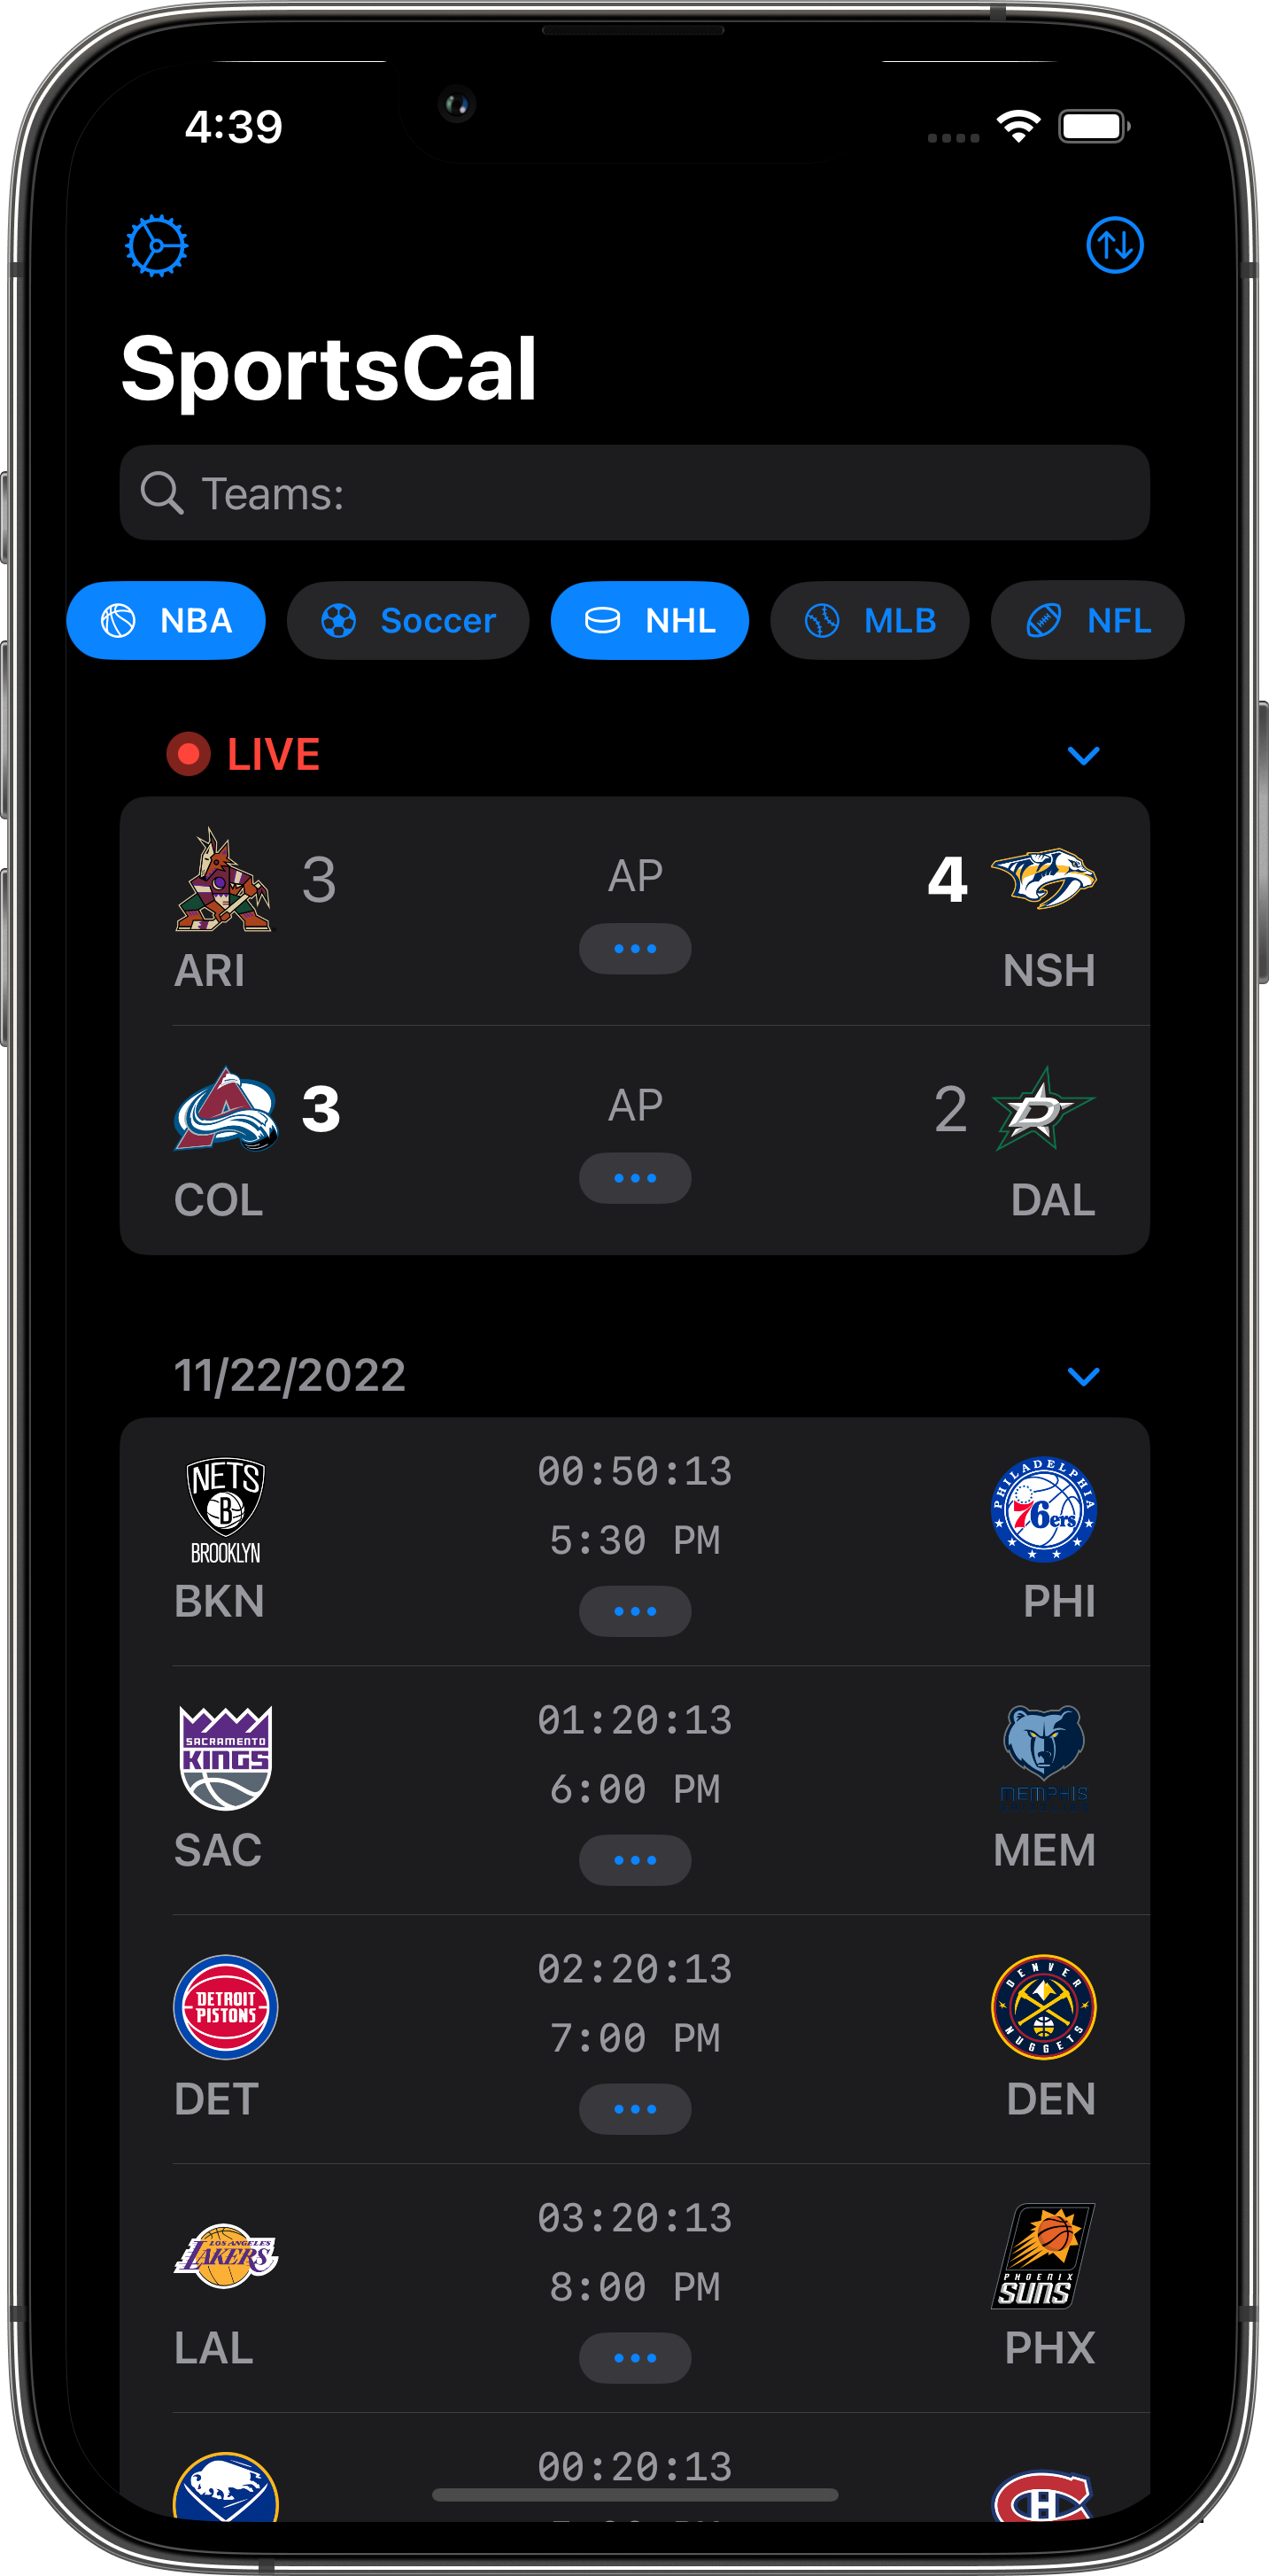 4:39
SportsCal
Teams:
NBA Soccer NHL MLB NFL
LIVE
3 AP 4
ARI NSH
COL DAL
3 AP 2
11/22/2022
NETS
B
BROOKLYN
00:50:13
5:30 PM
PHILADELPHIA
76ers
BKN PHI
SACRAMENTO
KINGS
01:20:13
6:00 PM
MEMPHIS
SAC MEM
DETROIT
PISTONS
02:20:13
7:00 PM
DENVER
NUGGETS
DET DEN
LOS ANGELES
LAKERS
03:20:13
8:00 PM
PHOENIX
SUNS
LAL PHX
00:20:13